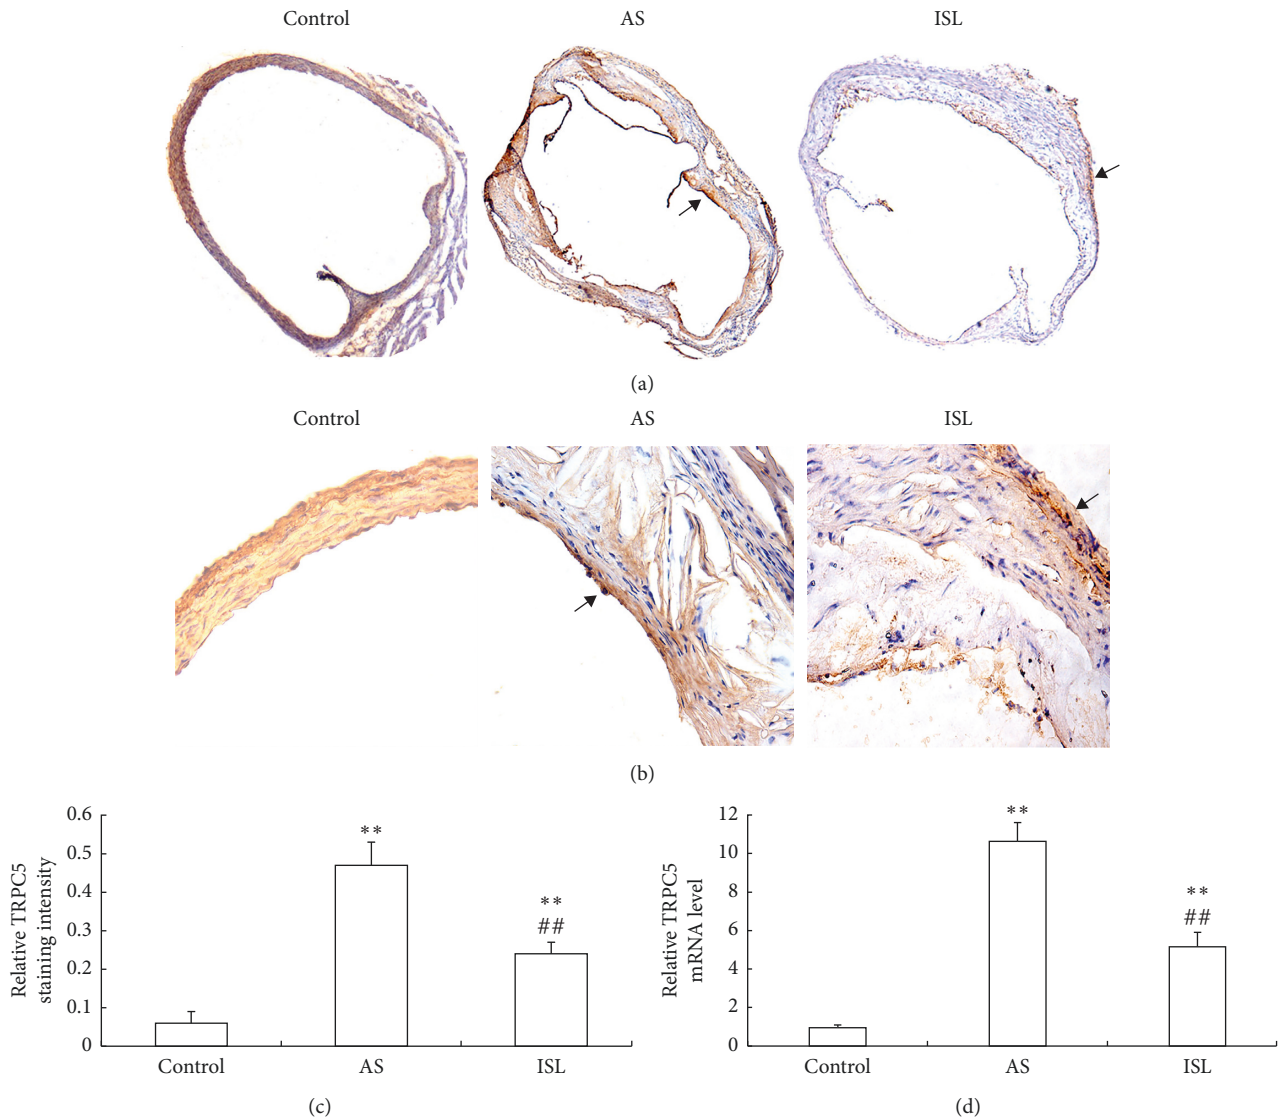 Control AS ISL
(a)
Control AS ISL
(b)
Relative TRPC5
staining intensity
0.6
0.5
0.4
0.3
0.2
0.1
0
**
**
##
Control AS ISL
(c)
Relative TRPC5
mRNA level
12
10
8
6
4
2
0
**
**
##
Control AS ISL
(d)